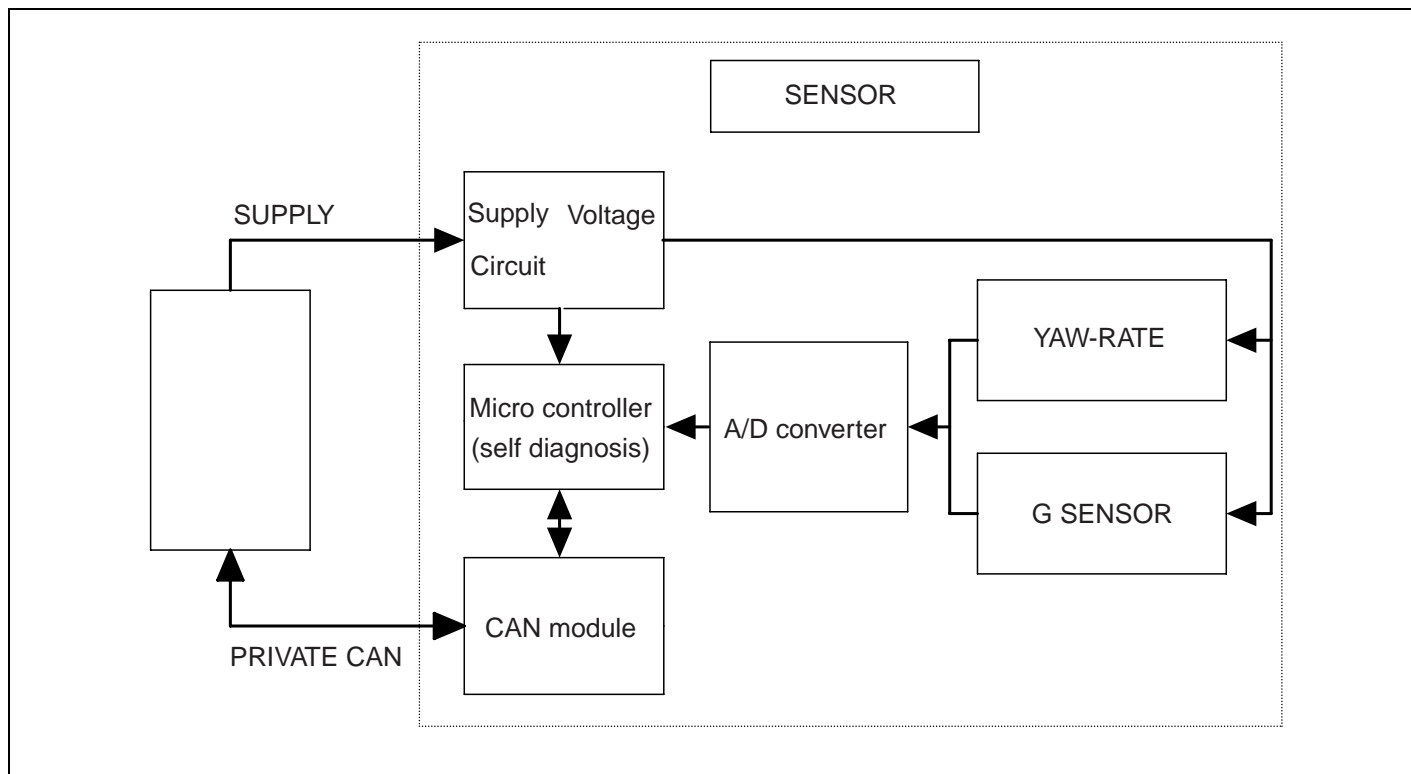 SENSOR
SUPPLY
Supply Voltage
Circuit
YAW-RATE
Micro controller
(self diagnosis)
A/D converter
G SENSOR
CAN module
PRIVATE CAN